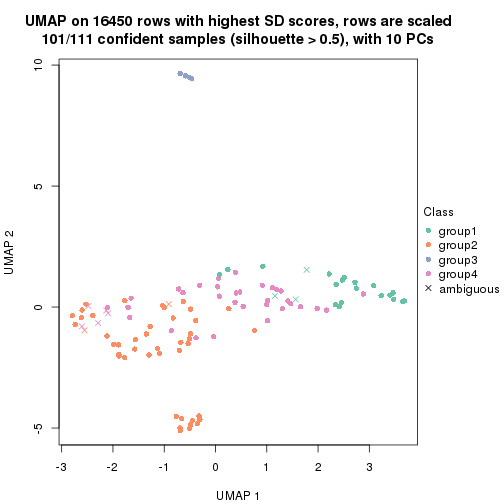 UMAP on 16450 rows with highest SD scores, rows are scaled
101/111 confident samples (silhouette > 0.5), with 10 PCs
10
5
0
-5
UMAP 2
-3 -2 -1 0 1 2 3
UMAP 1
Class
group1
group2
group3
group4
ambiguous